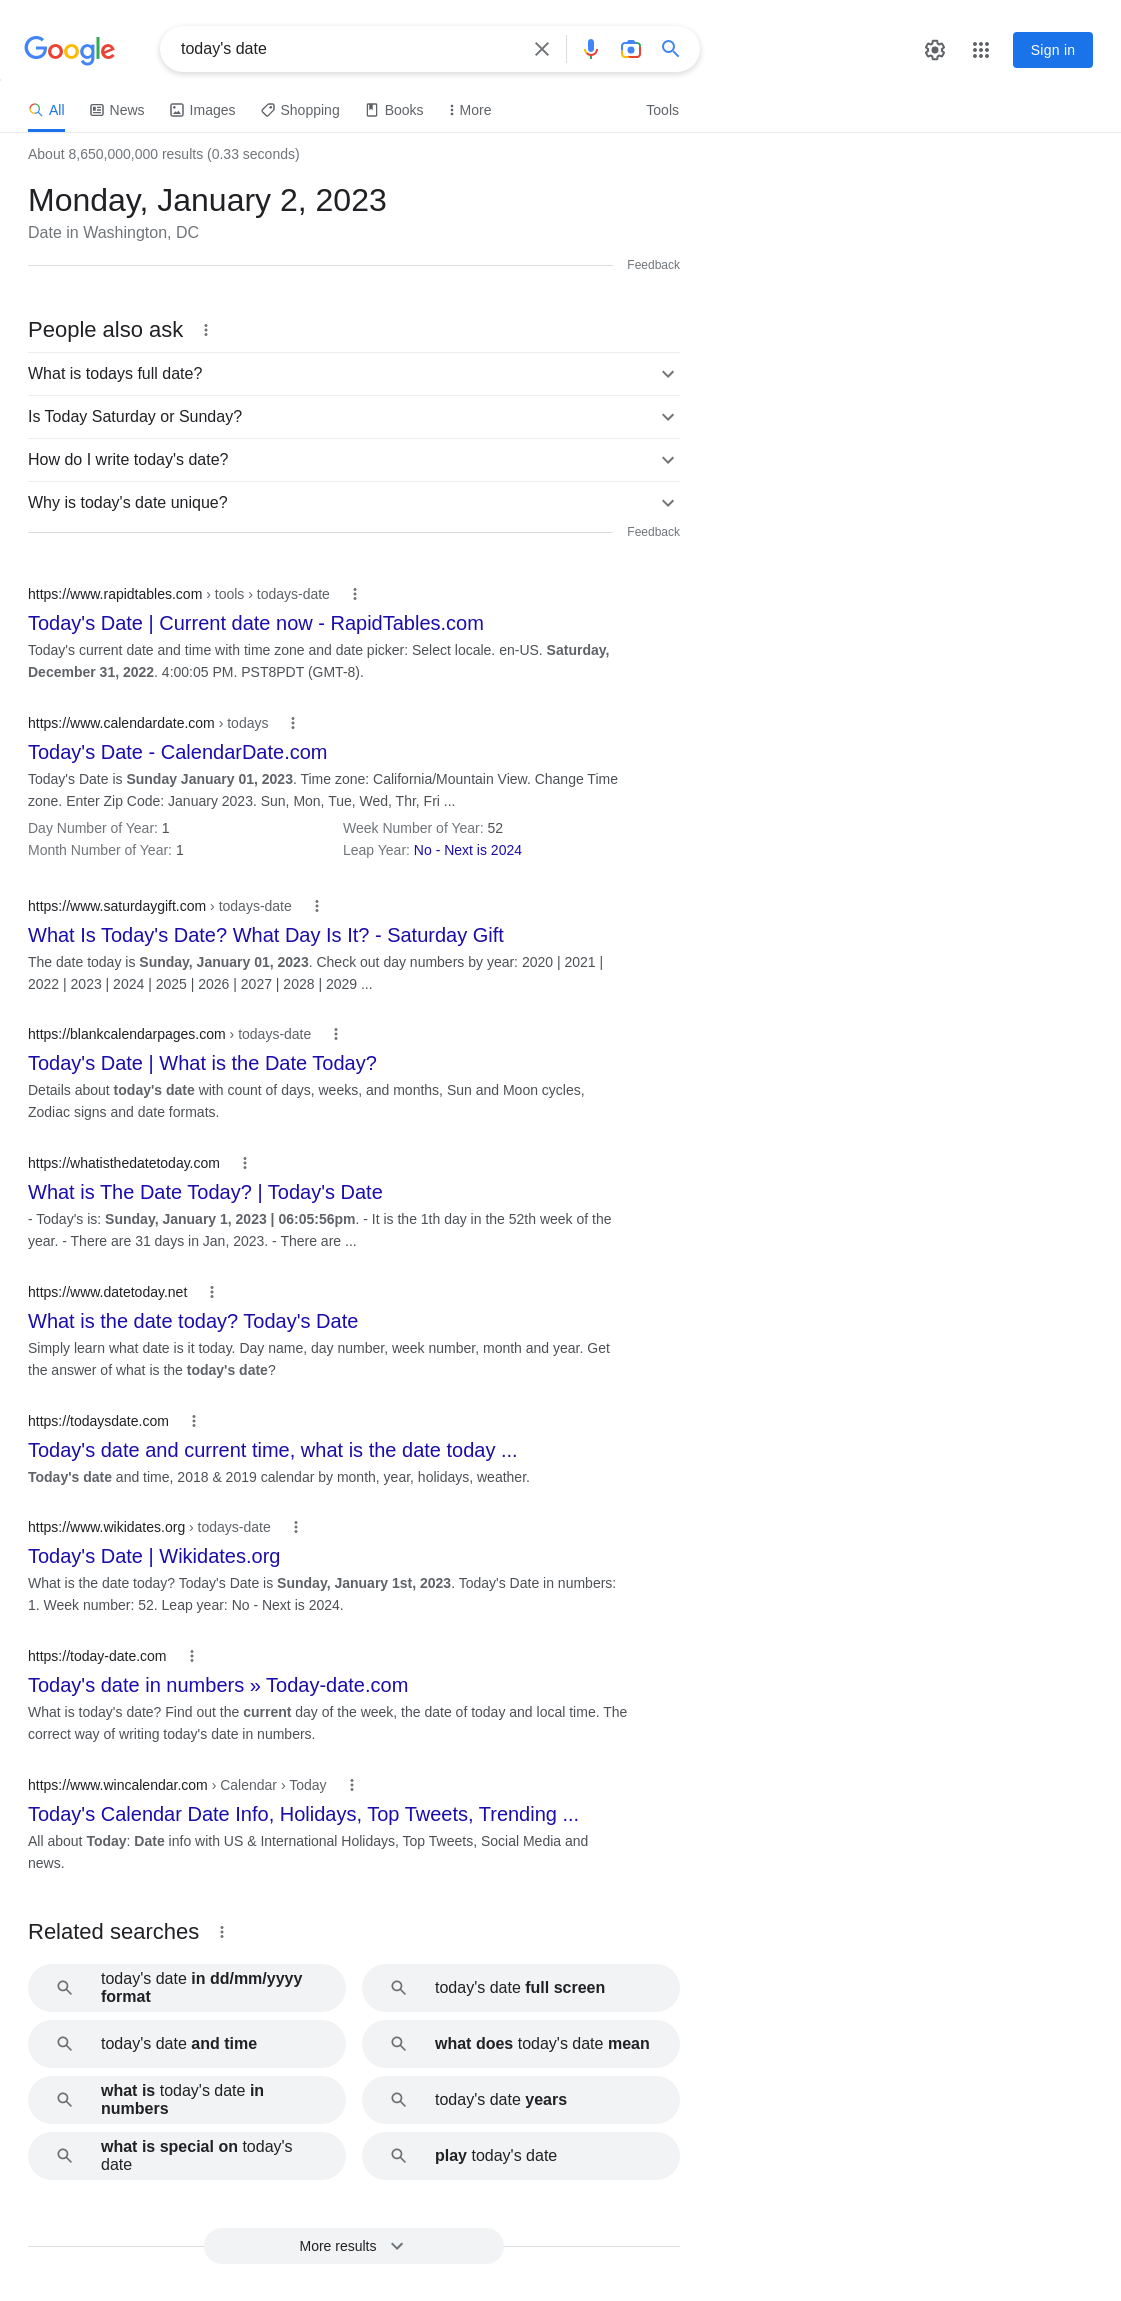 Google
today's date
Sign in
All News Images Shopping Books More Tools
About 8,650,000,000 results (0.33 seconds)
Monday, January 2, 2023
Date in Washington, DC
Feedback
People also ask
What is todays full date?
Is Today Saturday or Sunday?
How do I write today's date?
Why is today's date unique?
Feedback
https://www.rapidtables.com › tools › todays-date
Today's Date | Current date now - RapidTables.com
Today's current date and time with time zone and date picker: Select locale. en-US. Saturday,
December 31, 2022. 4:00:05 PM. PST8PDT (GMT-8).
https://www.calendardate.com › todays
Today's Date - CalendarDate.com
Today's Date is Sunday January 01, 2023. Time zone: California/Mountain View. Change Time
zone. Enter Zip Code: January 2023. Sun, Mon, Tue, Wed, Thr, Fri ...
Day Number of Year: 1 Week Number of Year: 52
Month Number of Year: 1 Leap Year: No - Next is 2024
https://www.saturdaygift.com › todays-date
What Is Today's Date? What Day Is It? - Saturday Gift
The date today is Sunday, January 01, 2023. Check out day numbers by year: 2020 | 2021 |
2022 | 2023 | 2024 | 2025 | 2026 | 2027 | 2028 | 2029 ...
https://blankcalendarpages.com › todays-date
Today's Date | What is the Date Today?
Details about today's date with count of days, weeks, and months, Sun and Moon cycles,
Zodiac signs and date formats.
https://whatisthedatetoday.com
What is The Date Today? | Today's Date
- Today's is: Sunday, January 1, 2023 | 06:05:56pm. - It is the 1th day in the 52th week of the
year. - There are 31 days in Jan, 2023. - There are ...
https://www.datetoday.net
What is the date today? Today's Date
Simply learn what date is it today. Day name, day number, week number, month and year. Get
the answer of what is the today's date?
https://todaysdate.com
Today's date and current time, what is the date today ...
Today's date and time, 2018 & 2019 calendar by month, year, holidays, weather.
https://www.wikidates.org › todays-date
Today's Date | Wikidates.org
What is the date today? Today's Date is Sunday, January 1st, 2023. Today's Date in numbers:
1. Week number: 52. Leap year: No - Next is 2024.
https://today-date.com
Today's date in numbers » Today-date.com
What is today's date? Find out the current day of the week, the date of today and local time. The
correct way of writing today's date in numbers.
https://www.wincalendar.com › Calendar › Today
Today's Calendar Date Info, Holidays, Top Tweets, Trending ...
All about Today: Date info with US & International Holidays, Top Tweets, Social Media and
news.
Related searches
today's date in dd/mm/yyyy
format
today's date full screen
today's date and time
what does today's date mean
what is today's date in
numbers
today's date years
what is special on today's
date
play today's date
More results